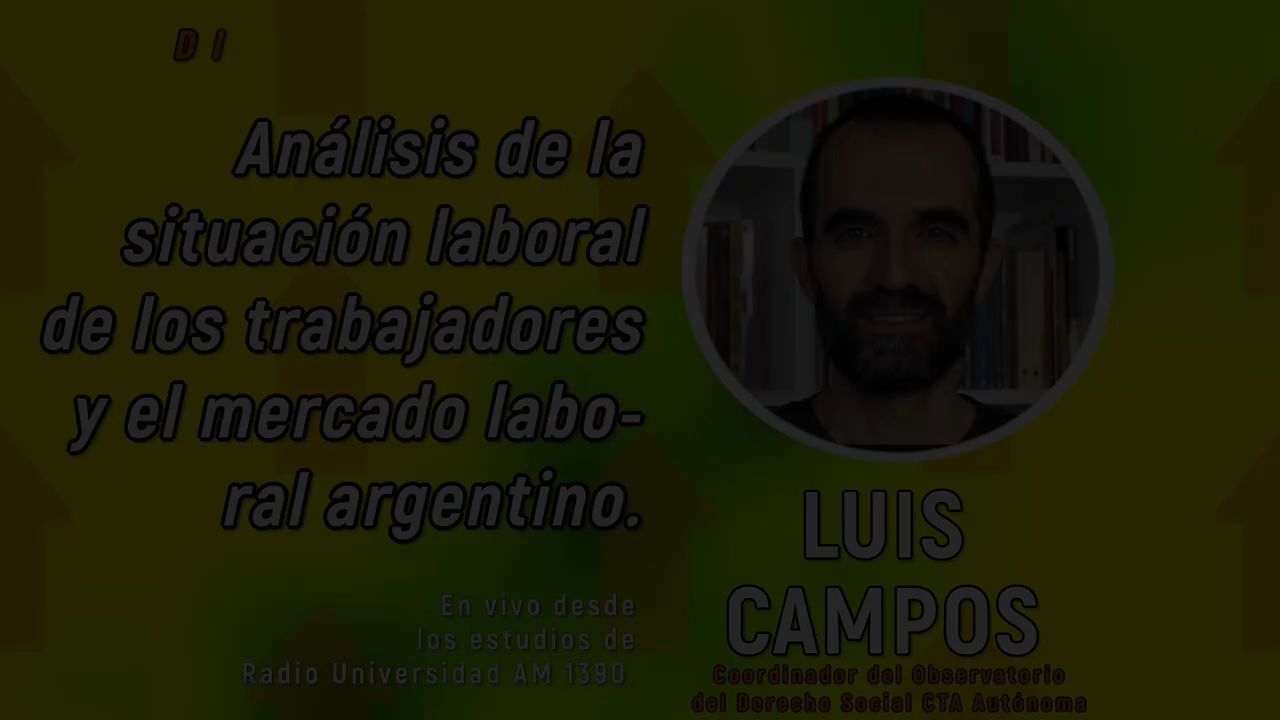 DI
Análisis de la
situación laboral
de los trabajadores
y el mercado labo-
ral argentino.
En vivo desde
los estudios de
Radio Universidad AM 1390.
LUIS
CAMPOS
Coordinador del Observatorio
del Derecho Social CTA Autónoma